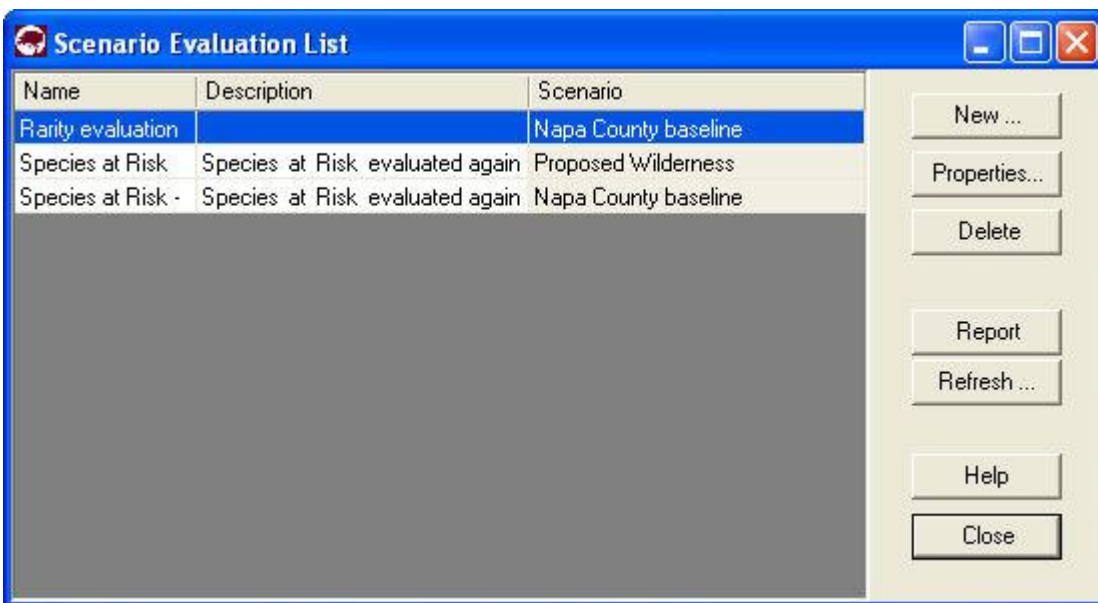 Scenario Evaluation List
Name Description Scenario
Rarity evaluation Napa County baseline
Species at Risk Species at Risk evaluated again Proposed Wilderness
Species at Risk - Species at Risk evaluated again Napa County baseline
New ...
Properties...
Delete
Report
Refresh ...
Help
Close